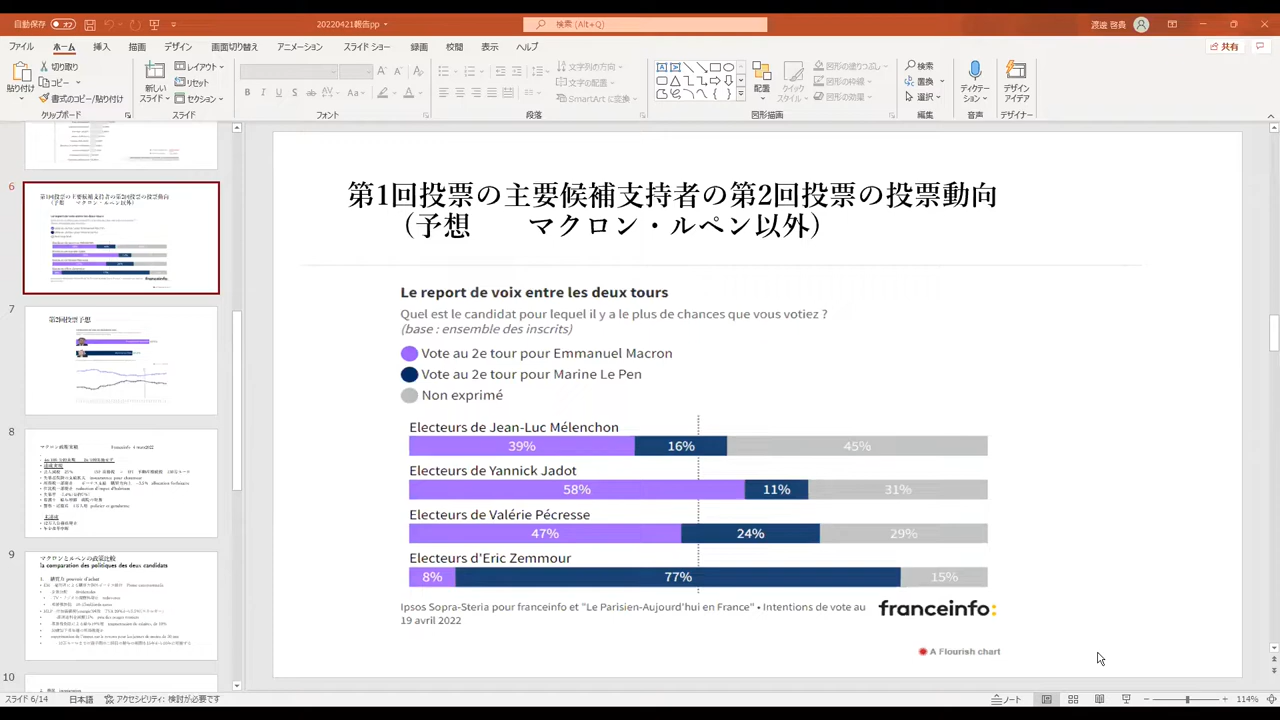 自動保存
オフ
20220421報告pp
検索 (Alt+Q)
渡邊 啓貴
ファイル ホーム 挿入 描画 デザイン 画面切り替え アニメーション スライド ショー 録画 校閲 表示 ヘルプ
共有
貼り付け
切り取り
コピー
書式のコピー/貼り付け
クリップボード
新しい
スライド
レイアウト
リセット
セクション
スライド
フォント
文字列の方向
文字の配置
SmartArt に変換
段落
配置
クイック
スタイル
図形の塗りつぶし
図形の枠線
図形の効果
図形描画
検索
置換
選択
編集
ディクテー
ション
音声
デザイン
アイデア
デザイナー
6
7
第2回投票予想
8
9
マクロンとルペンの政策比較
la comparation des politiques des deux candidats
10
第1回投票の主要候補支持者の第2回投票の投票動向
（予想　　マクロン・ルペン以外）
Le report de voix entre les deux tours
Quel est le candidat pour lequel il y a le plus de chances que vous votiez ?
(base : ensemble des inscrits)
Vote au 2e tour pour Emmanuel Macron
Vote au 2e tour pour Marine Le Pen
Non exprimé
Electeurs de Jean-Luc Mélenchon
39% 16% 45%
Electeurs de Yannick Jadot
58% 11% 31%
Electeurs de Valérie Pécresse
47% 24% 29%
Electeurs d'Eric Zemmour
8% 77% 15%
Ipsos Sopra-Steria pour franceinfo et "Le Parisien-Aujourd'hui en France" • Intentions de vote au
19 avril 2022
franceinfo:
A Flourish chart
スライド 6/14 日本語 アクセシビリティ: 検討が必要です
ノート
114%